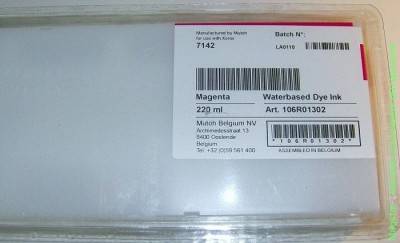 Manufactured by Mutoh
for use with Xerox
7142
Batch N°:
LA0110
Magenta
Waterbased Dye Ink
220 ml
Art. 106R01302
Mutoh Belgium NV
Archimedesstraat 13
8400 Oostende
Belgium
Tel. +32 (0)59 561 400
*106R01302*
ASSEMBLED IN BELGIUM